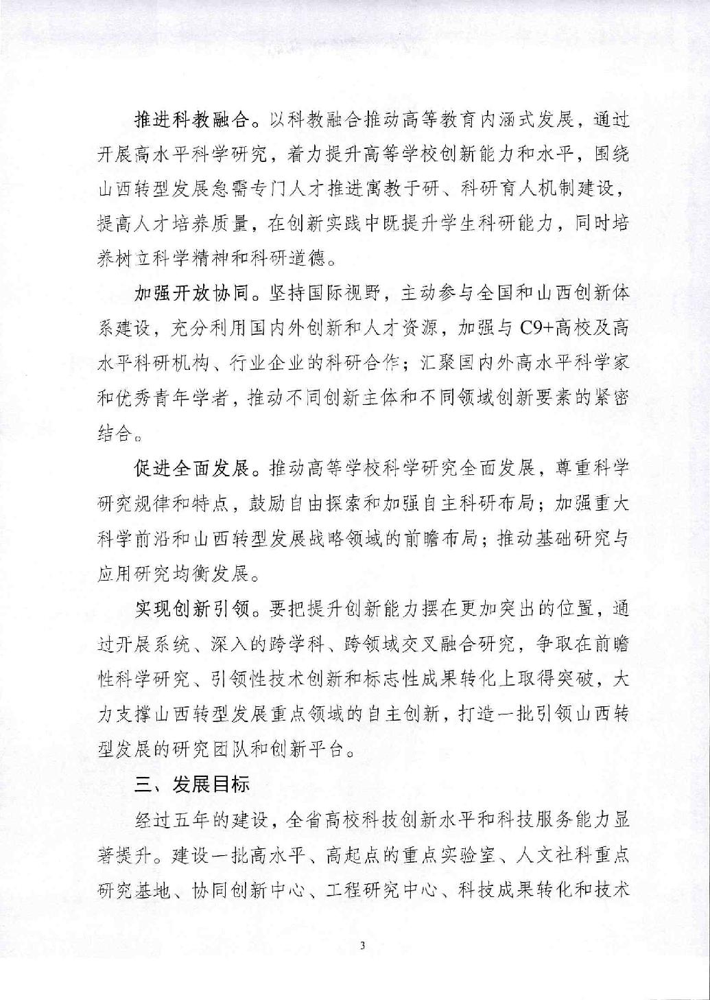 推进科教融合。以科教融合推动高等教育内涵式发展，通过
开展高水平科学研究，着力提升高等学校创新能力和水平，围绕
山西转型发展急需专门人才推进寓教于研、科研育人机制建设，
提高人才培养质量，在创新实践中既提升学生科研能力，同时培
养树立科学精神和科研道德。
加强开放协同。坚持国际视野，主动参与全国和山西创新体
系建设，充分利用国内外创新和人才资源，加强与 C9+高校及高
水平科研机构、行业企业的科研合作；汇聚国内外高水平科学家
和优秀青年学者，推动不同创新主体和不同领域创新要素的紧密
结合。
促进全面发展。推动高等学校科学研究全面发展，尊重科学
研究规律和特点，鼓励自由探索和加强自主科研布局；加强重大
科学前沿和山西转型发展战略领域的前瞻布局；推动基础研究与
应用研究均衡发展。
实现创新引领。要把提升创新能力摆在更加突出的位置，通
过开展系统、深入的跨学科、跨领域交叉融合研究，争取在前瞻
性科学研究、引领性技术创新和标志性成果转化上取得突破，大
力支撑山西转型发展重点领域的自主创新，打造一批引领山西转
型发展的研究团队和创新平台。
三、发展目标
经过五年的建设，全省高校科技创新水平和科技服务能力显
著提升。建设一批高水平、高起点的重点实验室、人文社科重点
研究基地、协同创新中心、工程研究中心、科技成果转化和技术
3